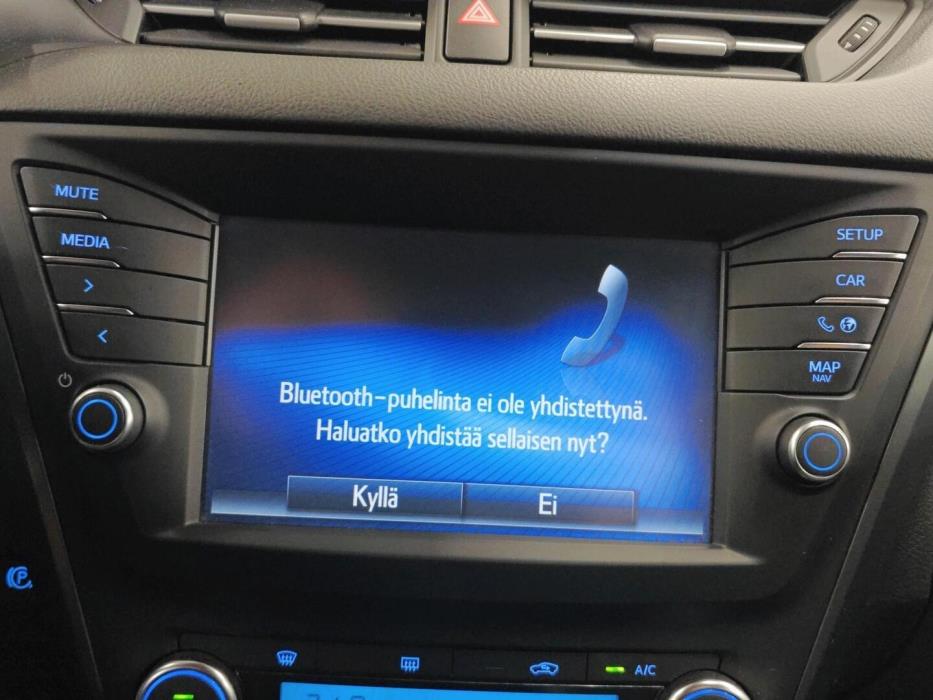 MUTE
MEDIA
>
<
SETUP
CAR
MAP
NAV
Bluetooth-puhelinta ei ole yhdistettynä.
Haluatko yhdistää sellaisen nyt?
Kyllä
Ei
P
A/C